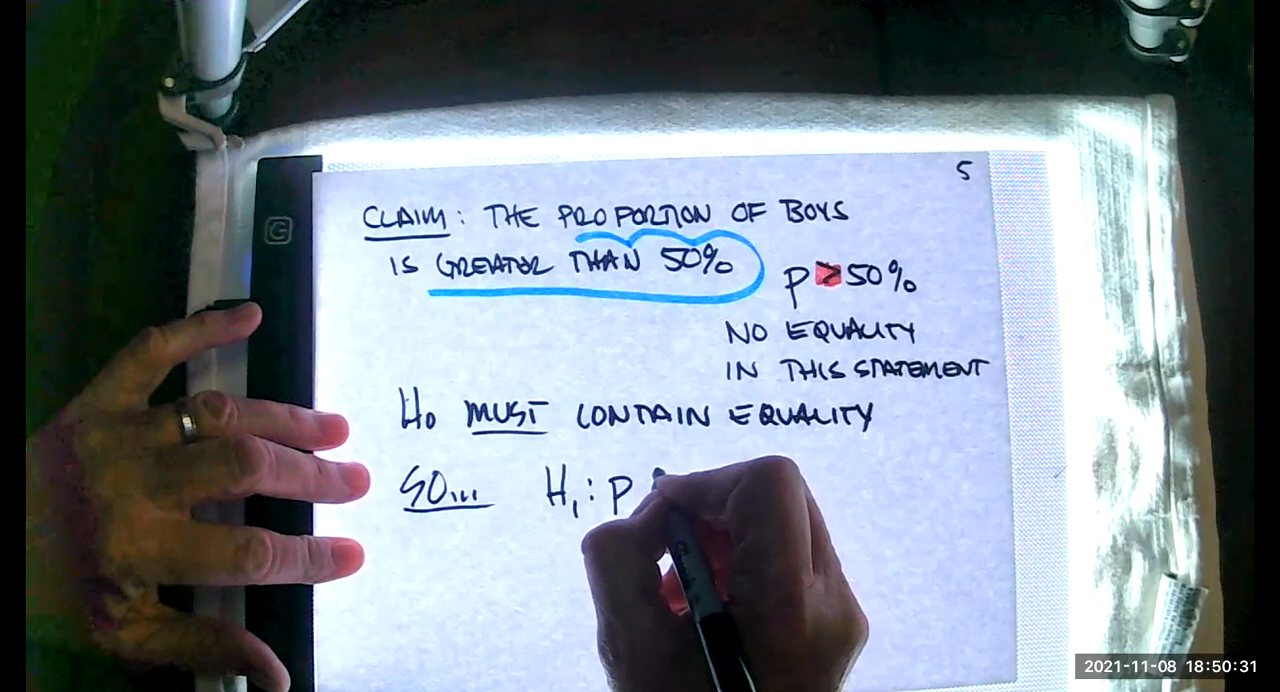 5
CLAIM: THE PROPORTION OF BOYS
IS GREATER THAN 50%
p > 50%
NO EQUALITY
IN THIS STATEMENT
H₀ MUST CONTAIN EQUALITY
SO... H₁: p
2021-11-08 18:50:31